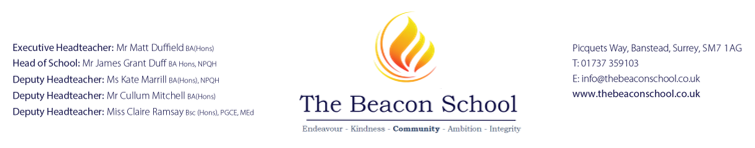 Executive Headteacher: Mr Matt Duffield BA(Hons)
Head of School: Mr James Grant Duff BA Hons, NPQH
Deputy Headteacher: Ms Kate Marrill BA(Hons), NPQH
Deputy Headteacher: Mr Cullum Mitchell BA(Hons)
Deputy Headteacher: Miss Claire Ramsay Bsc (Hons), PGCE, MEd
The Beacon School
Endeavour - Kindness - Community - Ambition - Integrity
Picquets Way, Banstead, Surrey, SM7 1AG
T: 01737 359103
E: info@thebeaconschool.co.uk
www.thebeaconschool.co.uk